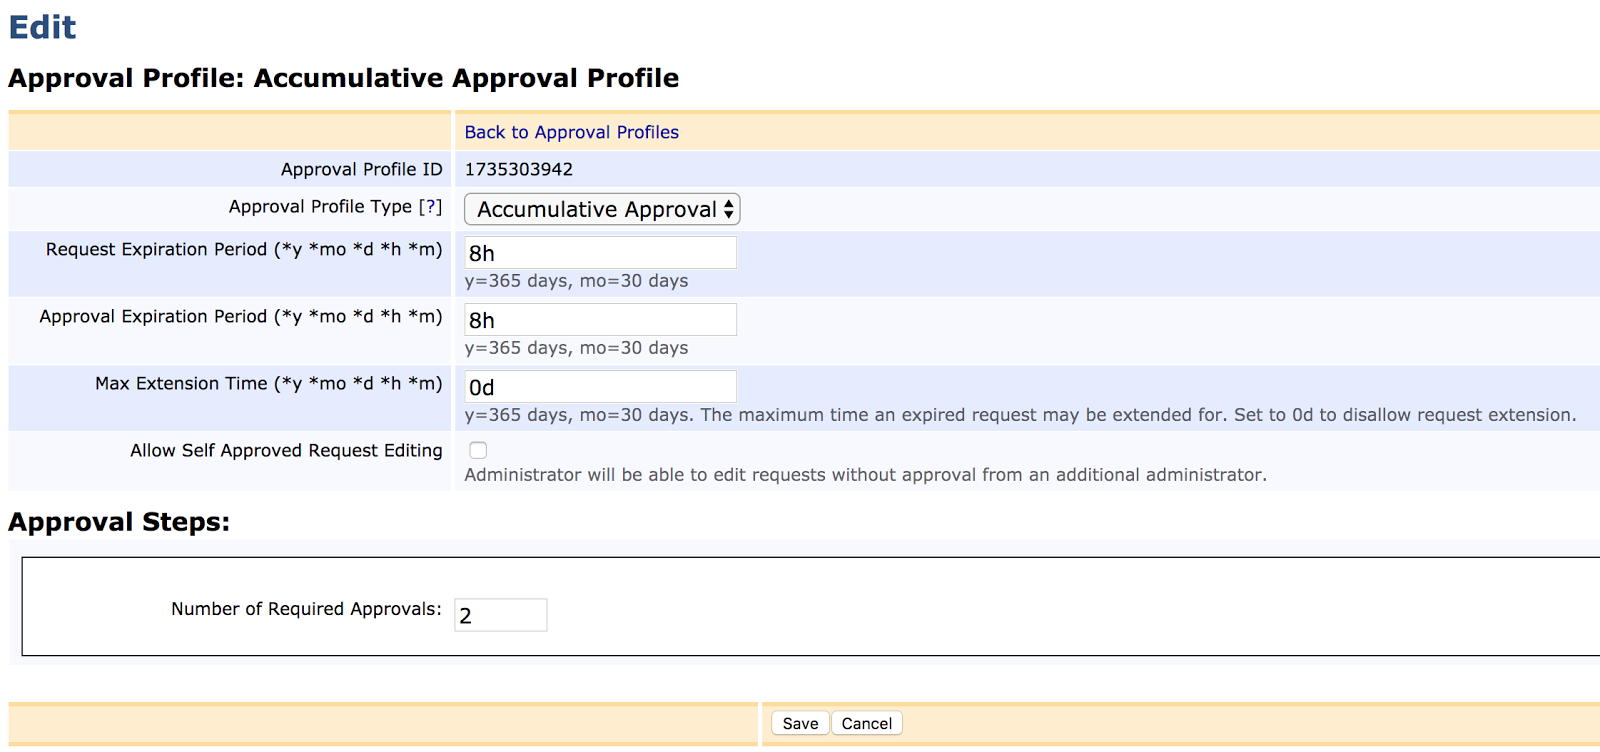 Edit
Approval Profile: Accumulative Approval Profile
Back to Approval Profiles
Approval Profile ID 1735303942
Approval Profile Type [?] Accumulative Approval
Request Expiration Period (*y *mo *d *h *m) 8h
y=365 days, mo=30 days
Approval Expiration Period (*y *mo *d *h *m) 8h
y=365 days, mo=30 days
Max Extension Time (*y *mo *d *h *m) 0d
y=365 days, mo=30 days. The maximum time an expired request may be extended for. Set to 0d to disallow request extension.
Allow Self Approved Request Editing
Administrator will be able to edit requests without approval from an additional administrator.
Approval Steps:
Number of Required Approvals: 2
Save Cancel